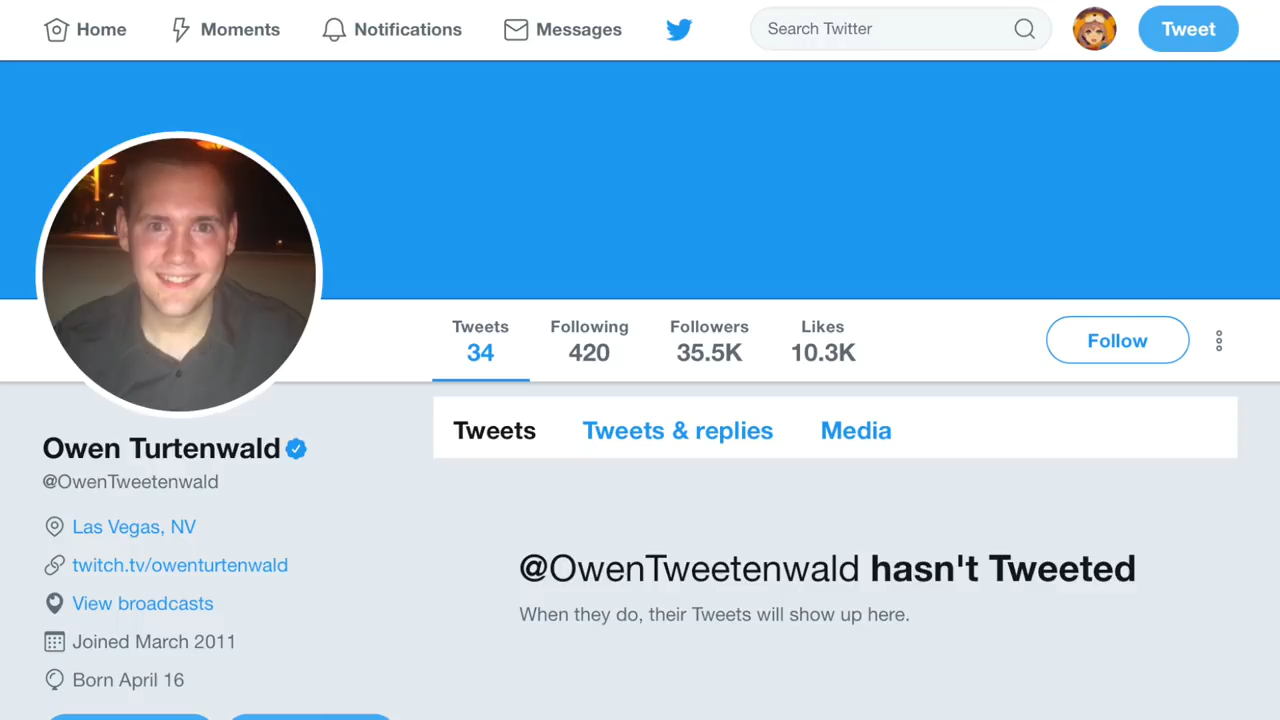 Home Moments Notifications Messages Search Twitter Tweet
Tweets Following Followers Likes
34 420 35.5K 10.3K
Follow
Tweets Tweets & replies Media
Owen Turtenwald
@OwenTweetenwald
Las Vegas, NV
twitch.tv/owenturtenwald
View broadcasts
Joined March 2011
Born April 16
@OwenTweetenwald hasn't Tweeted
When they do, their Tweets will show up here.